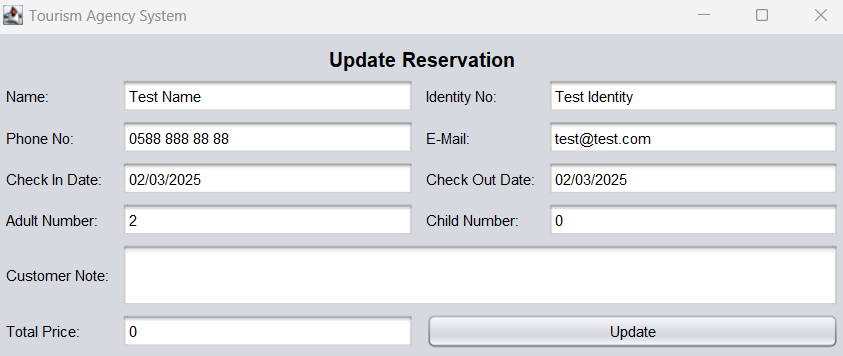 Tourism Agency System
Update Reservation
Name: Test Name Identity No: Test Identity
Phone No: 0588 888 88 88 E-Mail: test@test.com
Check In Date: 02/03/2025 Check Out Date: 02/03/2025
Adult Number: 2 Child Number: 0
Customer Note:
Total Price: 0 Update